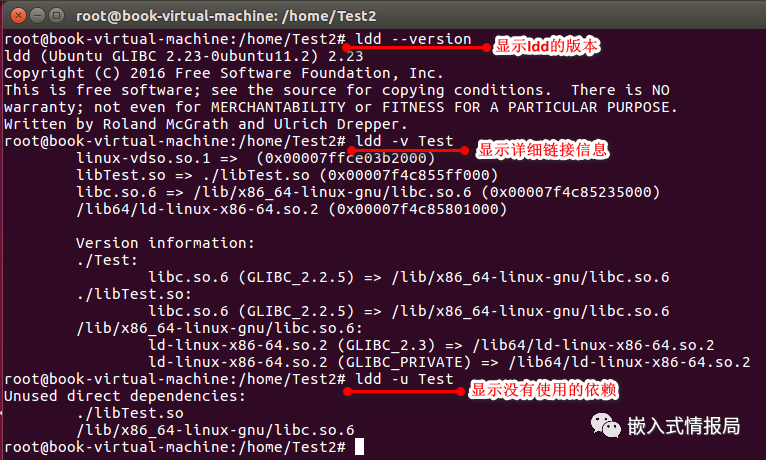 root@book-virtual-machine: /home/Test2
root@book-virtual-machine:/home/Test2# ldd --version
显示ldd的版本
ldd (Ubuntu GLIBC 2.23-0ubuntu11.2) 2.23
Copyright (C) 2016 Free Software Foundation, Inc.
This is free software; see the source for copying conditions.  There is NO
warranty; not even for MERCHANTABILITY or FITNESS FOR A PARTICULAR PURPOSE.
Written by Roland McGrath and Ulrich Drepper.
root@book-virtual-machine:/home/Test2# ldd -v Test
显示详细链接信息
linux-vdso.so.1 =>  (0x00007ffce03b2000)
libTest.so => ./libTest.so (0x00007f4c855ff000)
libc.so.6 => /lib/x86_64-linux-gnu/libc.so.6 (0x00007f4c85235000)
/lib64/ld-linux-x86-64.so.2 (0x00007f4c85801000)
Version information:
./Test:
libc.so.6 (GLIBC_2.2.5) => /lib/x86_64-linux-gnu/libc.so.6
./libTest.so:
libc.so.6 (GLIBC_2.2.5) => /lib/x86_64-linux-gnu/libc.so.6
/lib/x86_64-linux-gnu/libc.so.6:
ld-linux-x86-64.so.2 (GLIBC_2.3) => /lib64/ld-linux-x86-64.so.2
ld-linux-x86-64.so.2 (GLIBC_PRIVATE) => /lib64/ld-linux-x86-64.so.2
root@book-virtual-machine:/home/Test2# ldd -u Test
显示没有使用的依赖
Unused direct dependencies:
./libTest.so
/lib/x86_64-linux-gnu/libc.so.6
嵌入式情报局
root@book-virtual-machine:/home/Test2#